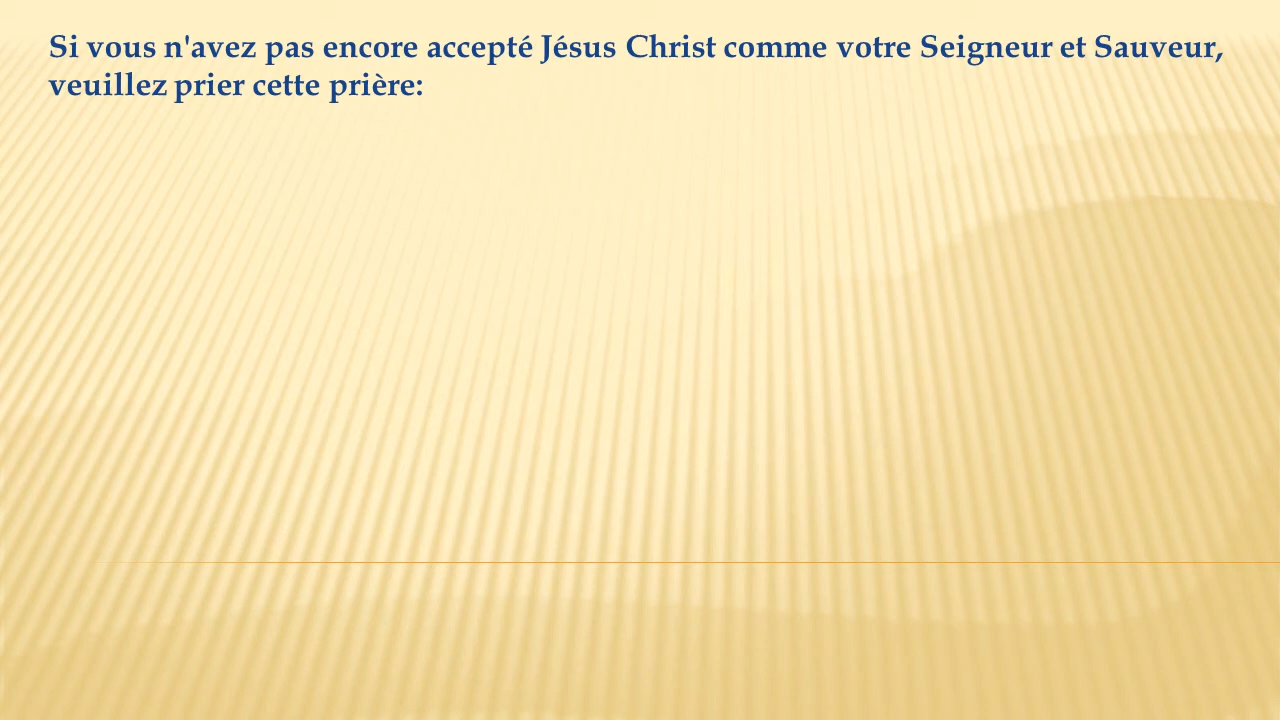 Si vous n'avez pas encore accepté Jésus Christ comme votre Seigneur et Sauveur,
veuillez prier cette prière: